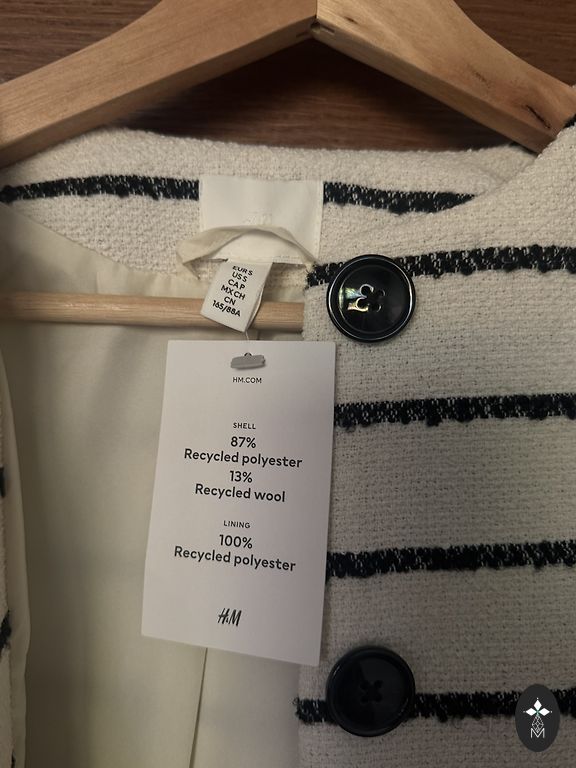 EUR S
US S
CA P
MX CH
CN
165/88A
HM.COM
SHELL
87%
Recycled polyester
13%
Recycled wool
LINING
100%
Recycled polyester
H&M
M